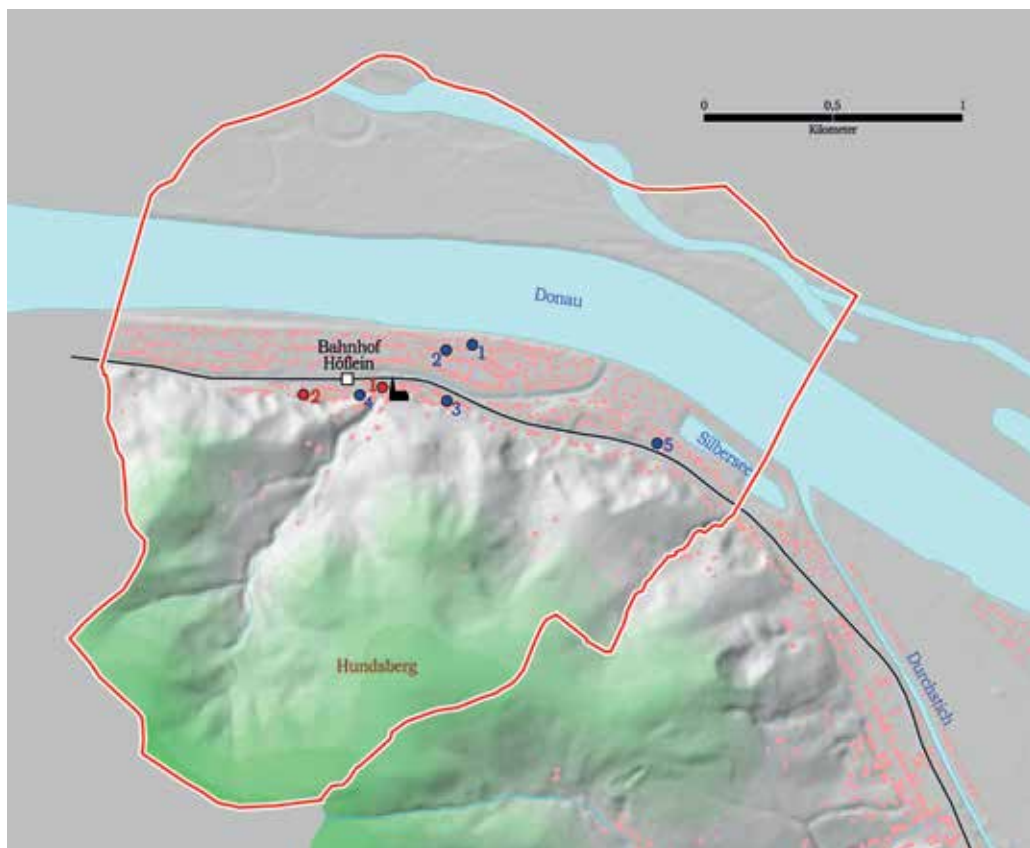 0 0,5 1
Kilometer
Donau
Bahnhof
Höflein
1
2
1
2
4
3
5
Silbersee
Hundsberg
Durchstich